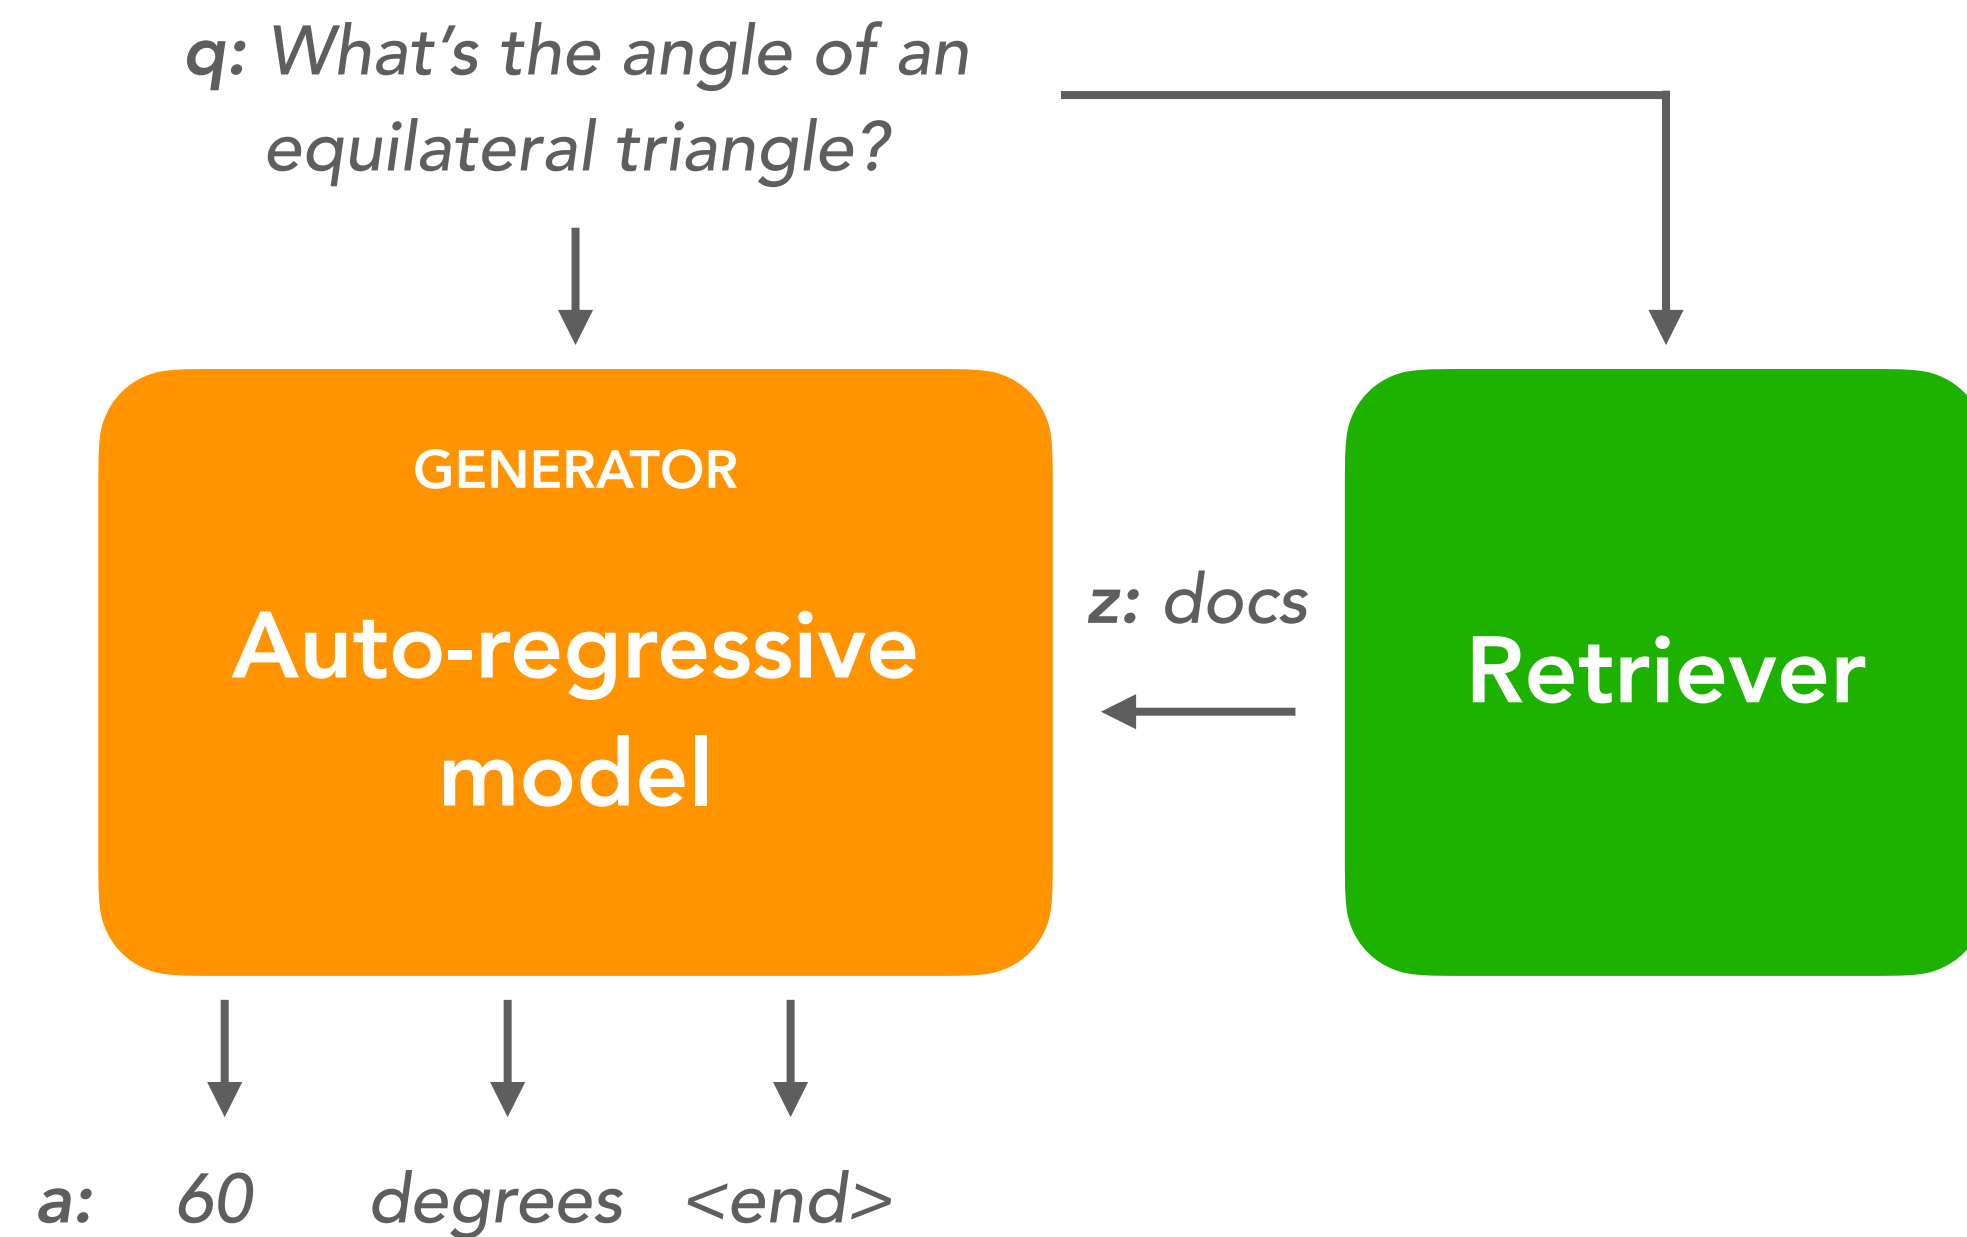 q: What’s the angle of an
equilateral triangle?
GENERATOR
Auto-regressive
model
z: docs
Retriever
a: 60 degrees <end>